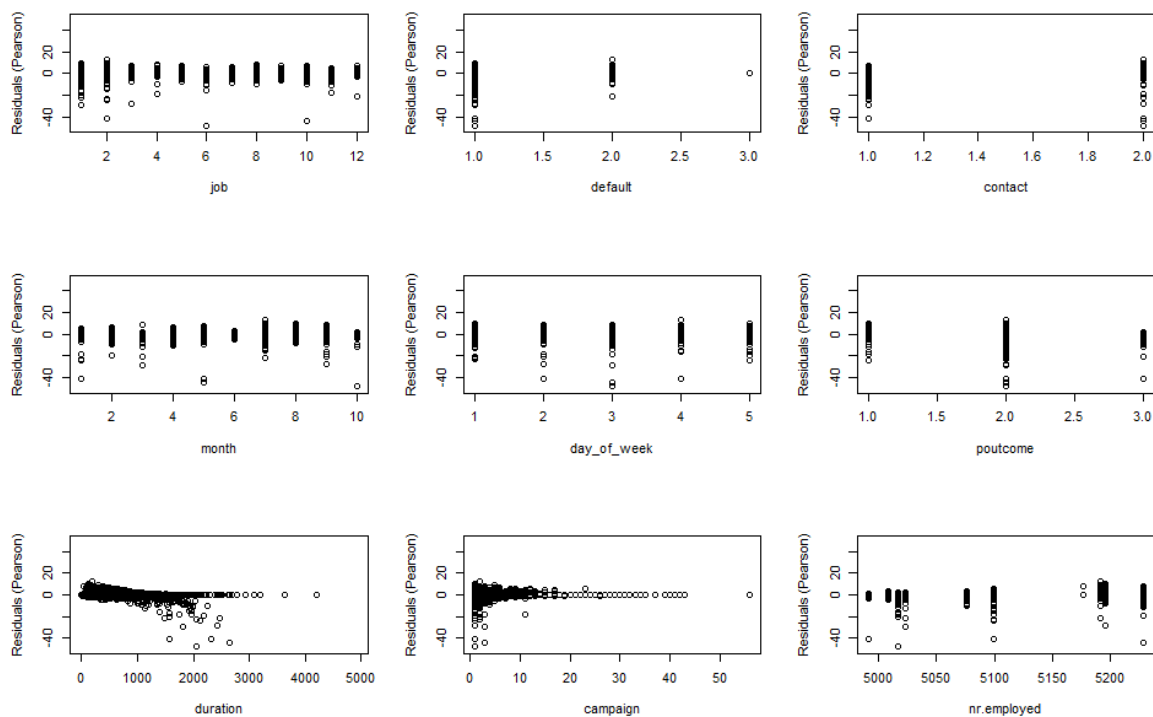 Residuals (Pearson)
20
0
-40
2 4 6 8 10 12
job
Residuals (Pearson)
20
0
-40
1.0 1.5 2.0 2.5 3.0
default
Residuals (Pearson)
20
0
-40
1.0 1.2 1.4 1.6 1.8 2.0
contact
Residuals (Pearson)
20
0
-40
2 4 6 8 10
month
Residuals (Pearson)
20
0
-40
1 2 3 4 5
day_of_week
Residuals (Pearson)
20
0
-40
1.0 1.5 2.0 2.5 3.0
poutcome
Residuals (Pearson)
20
0
-40
0 1000 2000 3000 4000 5000
duration
Residuals (Pearson)
20
0
-40
0 10 20 30 40 50
campaign
Residuals (Pearson)
20
0
-40
5000 5050 5100 5150 5200
nr.employed